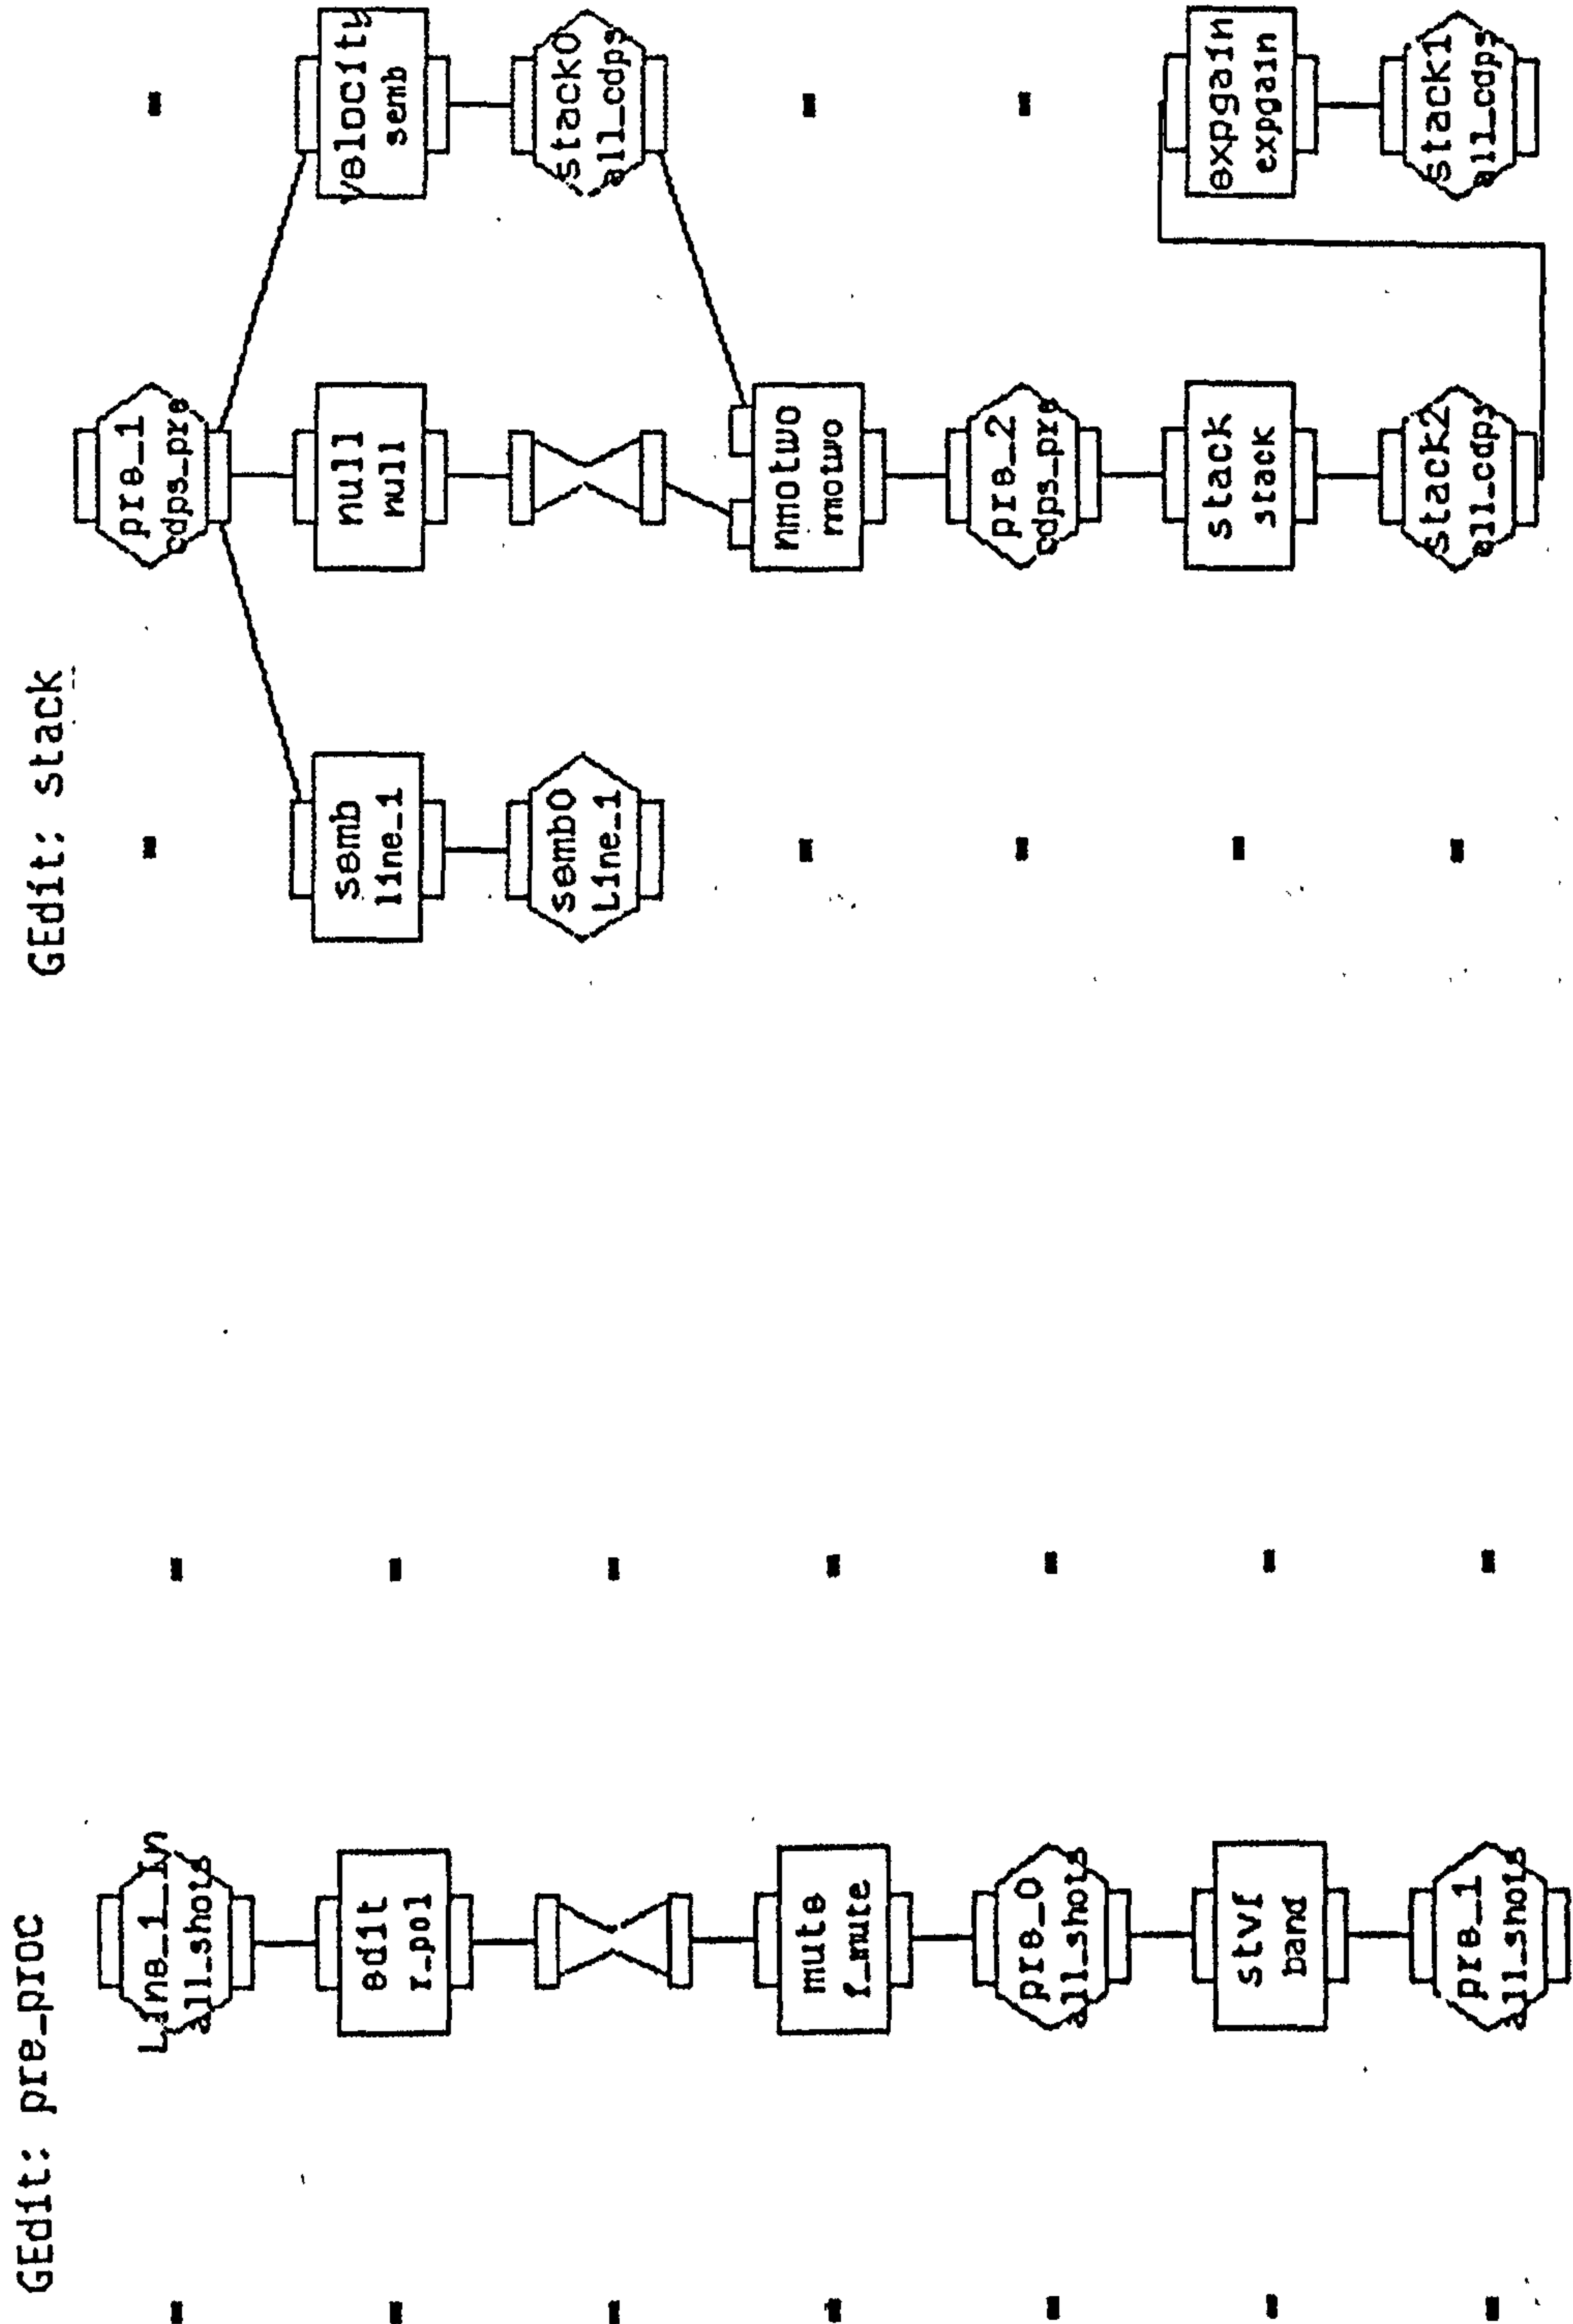 GEdit: pre_proc
Line_1_In
all_shots
edit
r_pol
mute
f_mute
pre_0
all_shots
stvf
band
pre_1
all_shots
GEdit: stack
pre_1
cdps_pre
semb
line_1
null
null
velocity
semb
semb0
Line_1
stack0
all_cdps
nmotwo
nmotwo
pre_2
cdps_pre
stack
stack
expgain
expgain
stack2
all_cdps
stack1
all_cdps